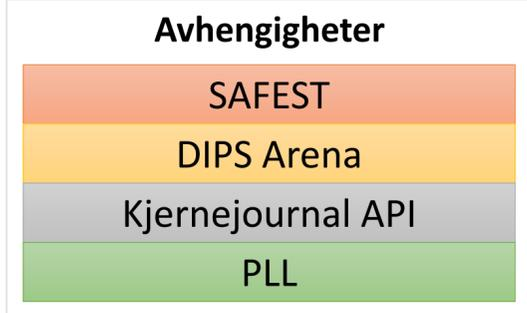 Avhengigheter
SAFEST
DIPS Arena
Kjernejournal API
PLL